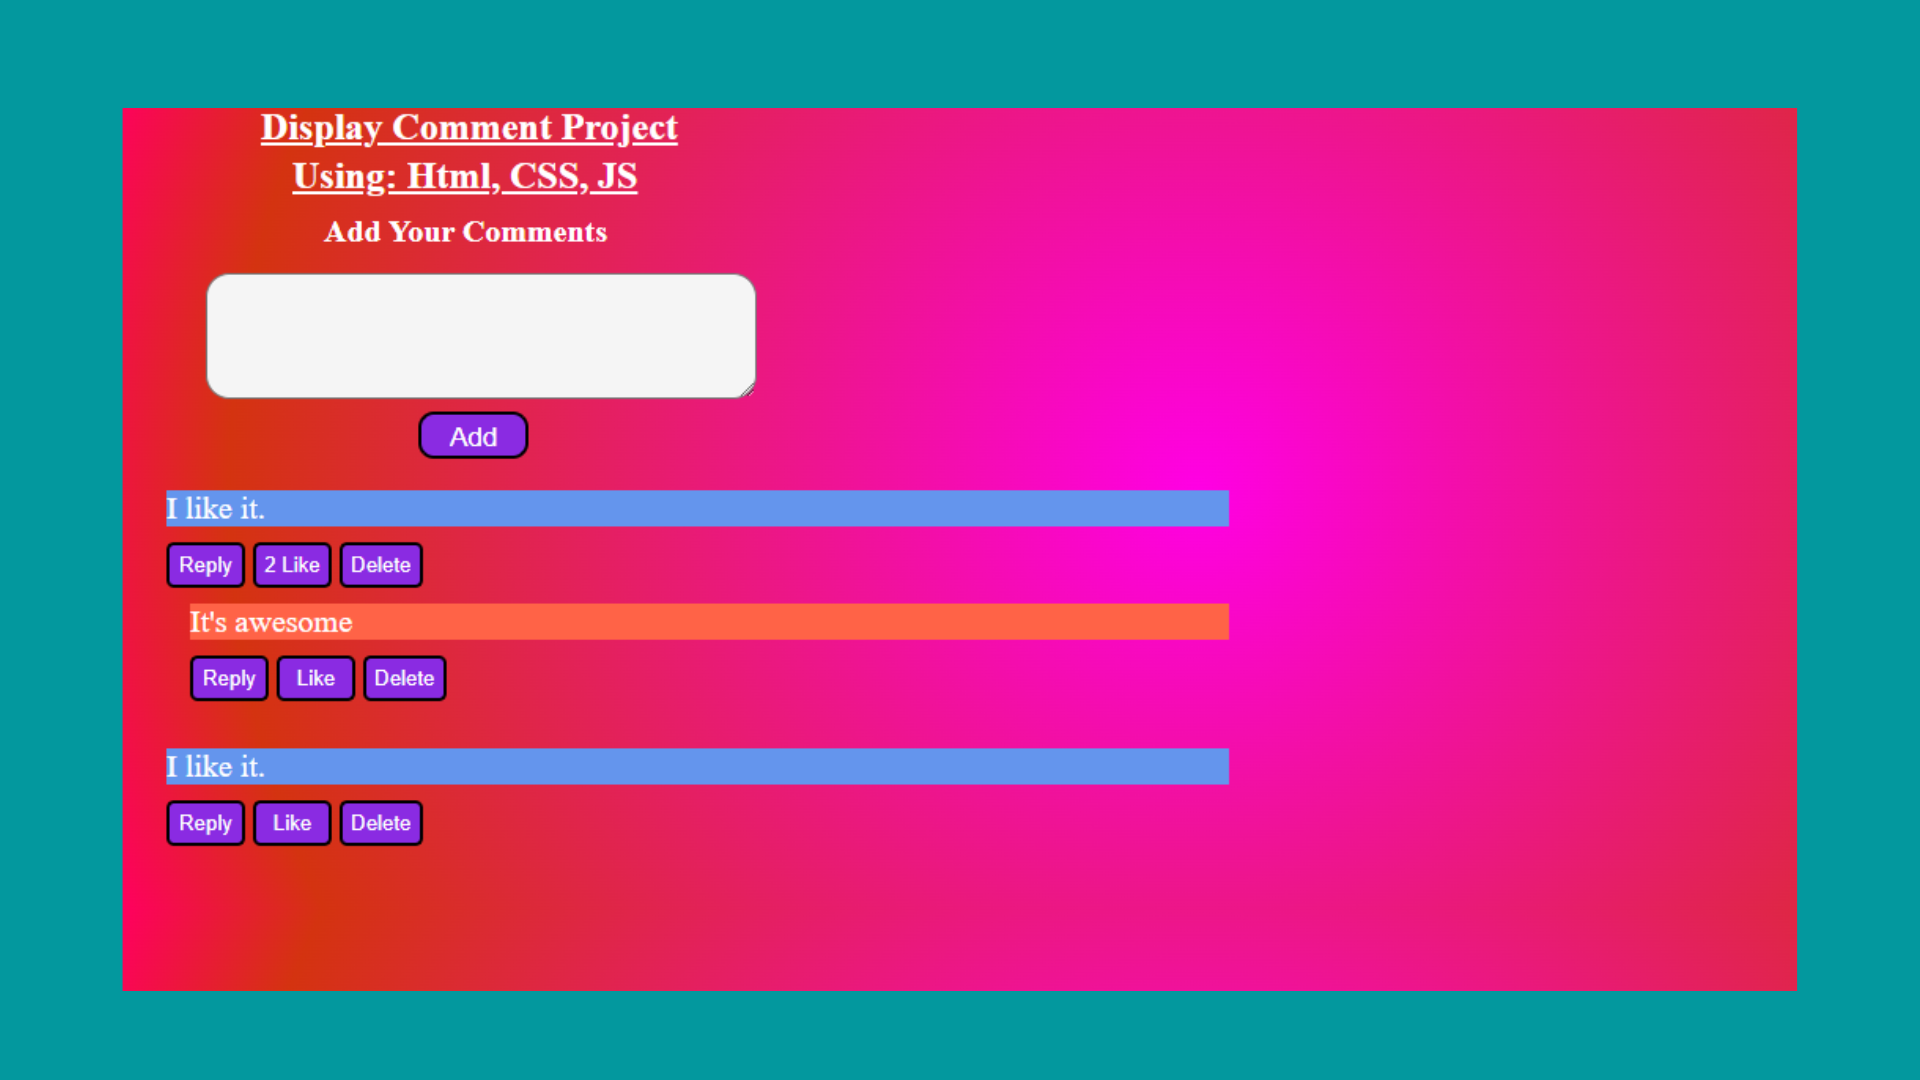 Display Comment Project
Using: Html, CSS, JS
Add Your Comments
Add
I like it.
Reply 2 Like Delete
It's awesome
Reply Like Delete
I like it.
Reply Like Delete